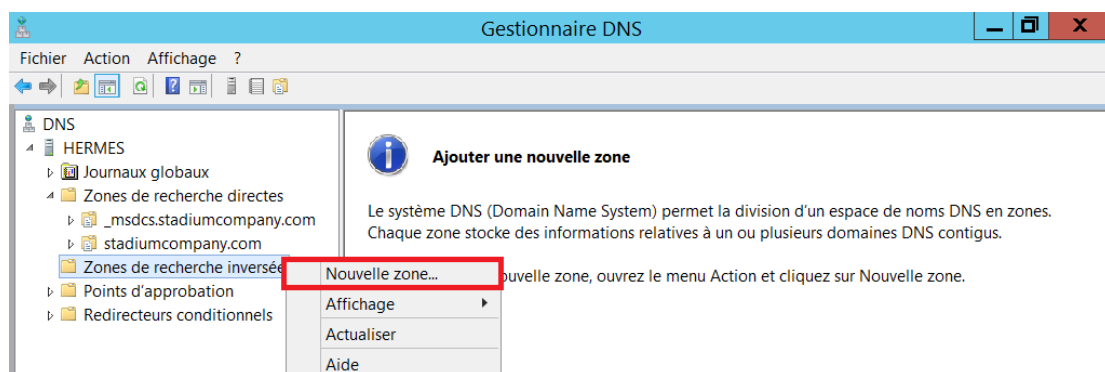 Gestionnaire DNS
Fichier Action Affichage ?
DNS
HERMES
Journaux globaux
Zones de recherche directes
_msdcs.stadiumcompany.com
stadiumcompany.com
Zones de recherche inversée
Points d'approbation
Redirecteurs conditionnels
Nouvelle zone...
Affichage
Actualiser
Aide
Ajouter une nouvelle zone
Le système DNS (Domain Name System) permet la division d'un espace de noms DNS en zones.
Chaque zone stocke des informations relatives à un ou plusieurs domaines DNS contigus.
ouvelle zone, ouvrez le menu Action et cliquez sur Nouvelle zone.